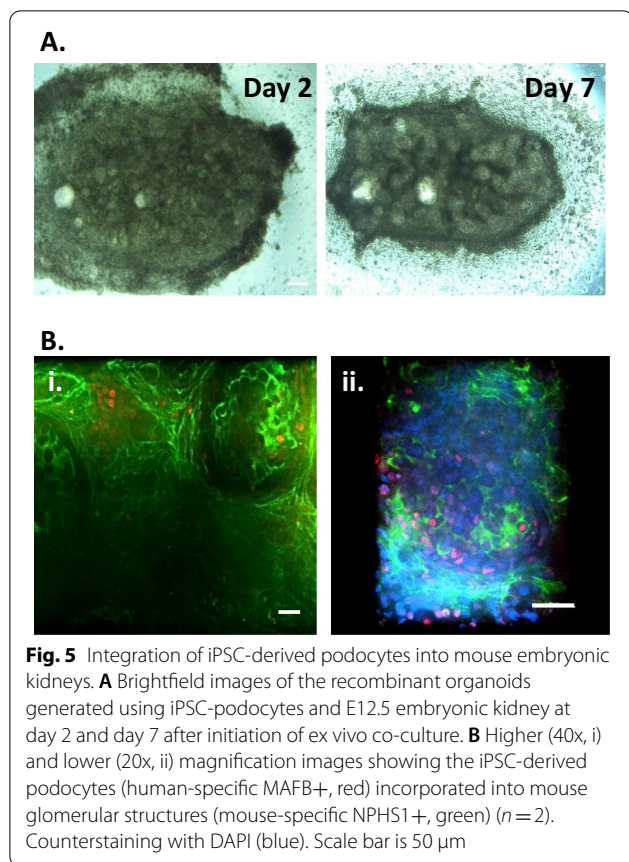 A.
Day 2
Day 7
B.
i.
ii.
Fig. 5 Integration of iPSC-derived podocytes into mouse embryonic
kidneys. A Brightfield images of the recombinant organoids
generated using iPSC-podocytes and E12.5 embryonic kidney at
day 2 and day 7 after initiation of ex vivo co-culture. B Higher (40x, i)
and lower (20x, ii) magnification images showing the iPSC-derived
podocytes (human-specific MAFB+, red) incorporated into mouse
glomerular structures (mouse-specific NPHS1+, green) (n = 2).
Counterstaining with DAPI (blue). Scale bar is 50 μm